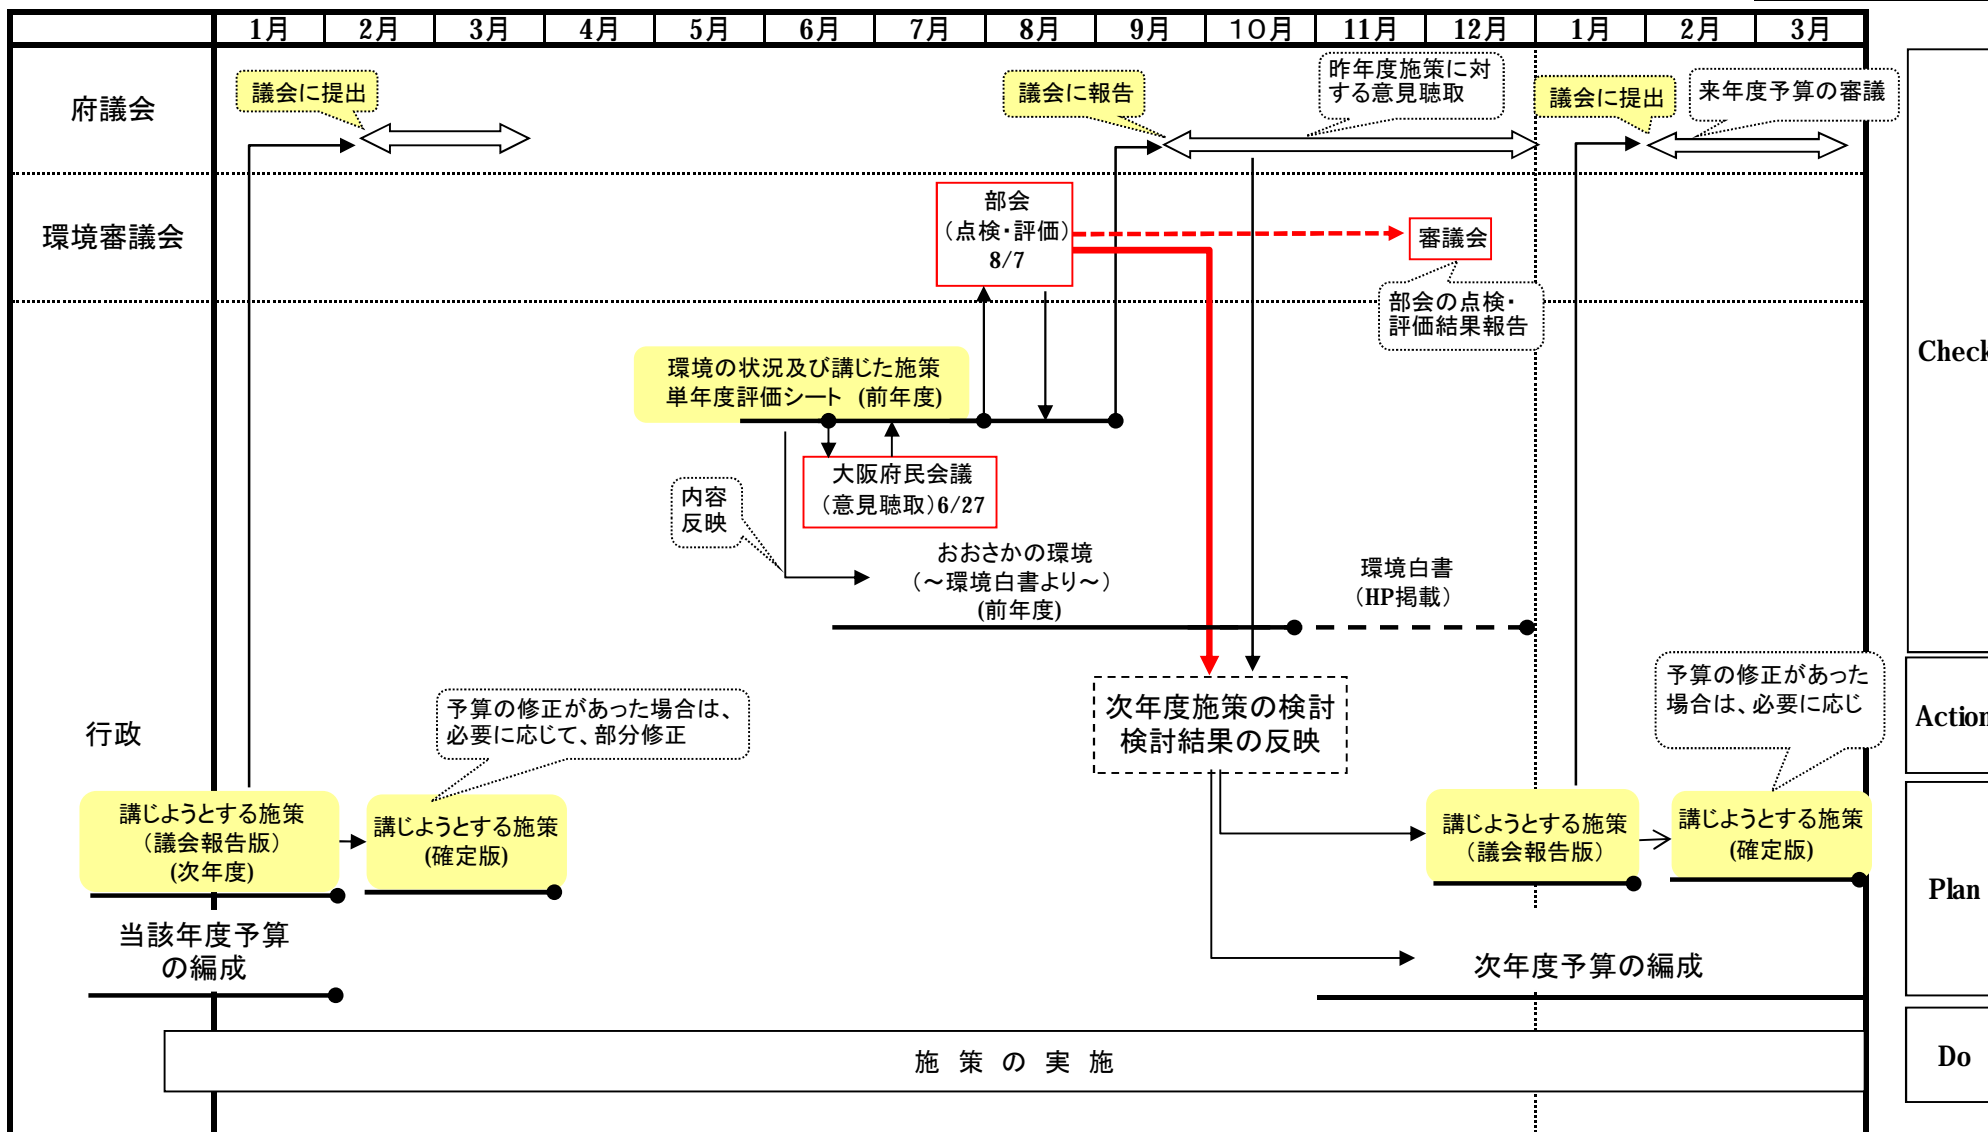 1月 2月 3月 4月 5月 6月 7月 8月 9月 10月 11月 12月 1月 2月 3月
府議会
議会に提出
議会に報告
昨年度施策に対
する意見聴取
議会に提出
来年度予算の審議
環境審議会
部会
（点検・評価）
8/7
審議会
部会の点検・
評価結果報告
Check
環境の状況及び講じた施策
単年度評価シート (前年度)
大阪府民会議
（意見聴取）6/27
内容
反映
おおさかの環境
（～環境白書より～）
(前年度)
環境白書
（HP掲載）
行政
予算の修正があった場合は、
必要に応じて、部分修正
次年度施策の検討
検討結果の反映
予算の修正があった
場合は、必要に応じ
Action
講じようとする施策
（議会報告版）
(次年度)
講じようとする施策
(確定版)
講じようとする施策
（議会報告版）
講じようとする施策
(確定版)
Plan
当該年度予算
の編成
次年度予算の編成
施 策 の 実 施
Do